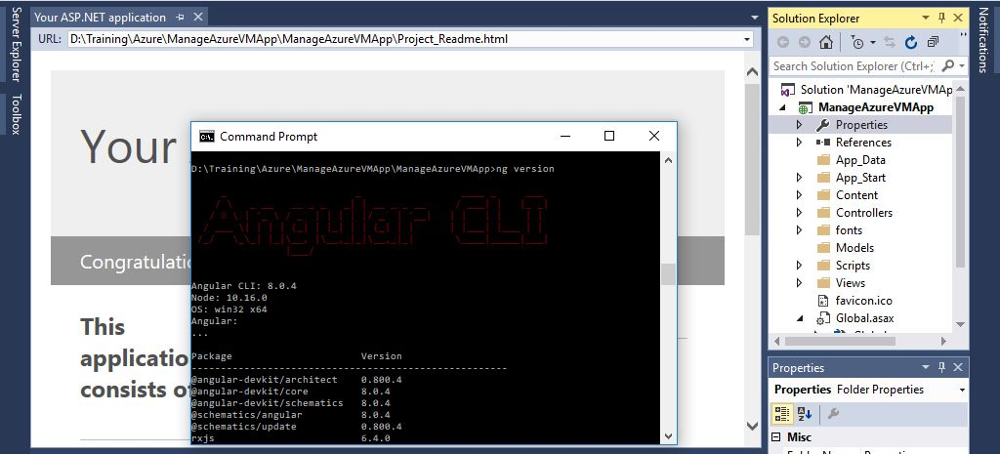 Server Explorer
Toolbox
Your ASP.NET application
URL: D:\Training\Azure\ManageAzureVMApp\ManageAzureVMApp\Project_Readme.html
Your
Congratulatio
This
applicatio
consists of
Command Prompt
D:\Training\Azure\ManageAzureVMApp\ManageAzureVMApp>ng version
Angular CLI
Angular CLI: 8.0.4
Node: 10.16.0
OS: win32 x64
Angular:
...
Package Version
------------------------------------------------------
@angular-devkit/architect 0.800.4
@angular-devkit/core 8.0.4
@angular-devkit/schematics 8.0.4
@schematics/angular 8.0.4
@schematics/update 0.800.4
rxjs 6.4.0
Solution Explorer
Search Solution Explorer (Ctrl+;)
Solution 'ManageAzureVMApp
ManageAzureVMApp
Properties
References
App_Data
App_Start
Content
Controllers
fonts
Models
Scripts
Views
favicon.ico
Global.asax
Properties
Properties Folder Properties
Misc
Notifications